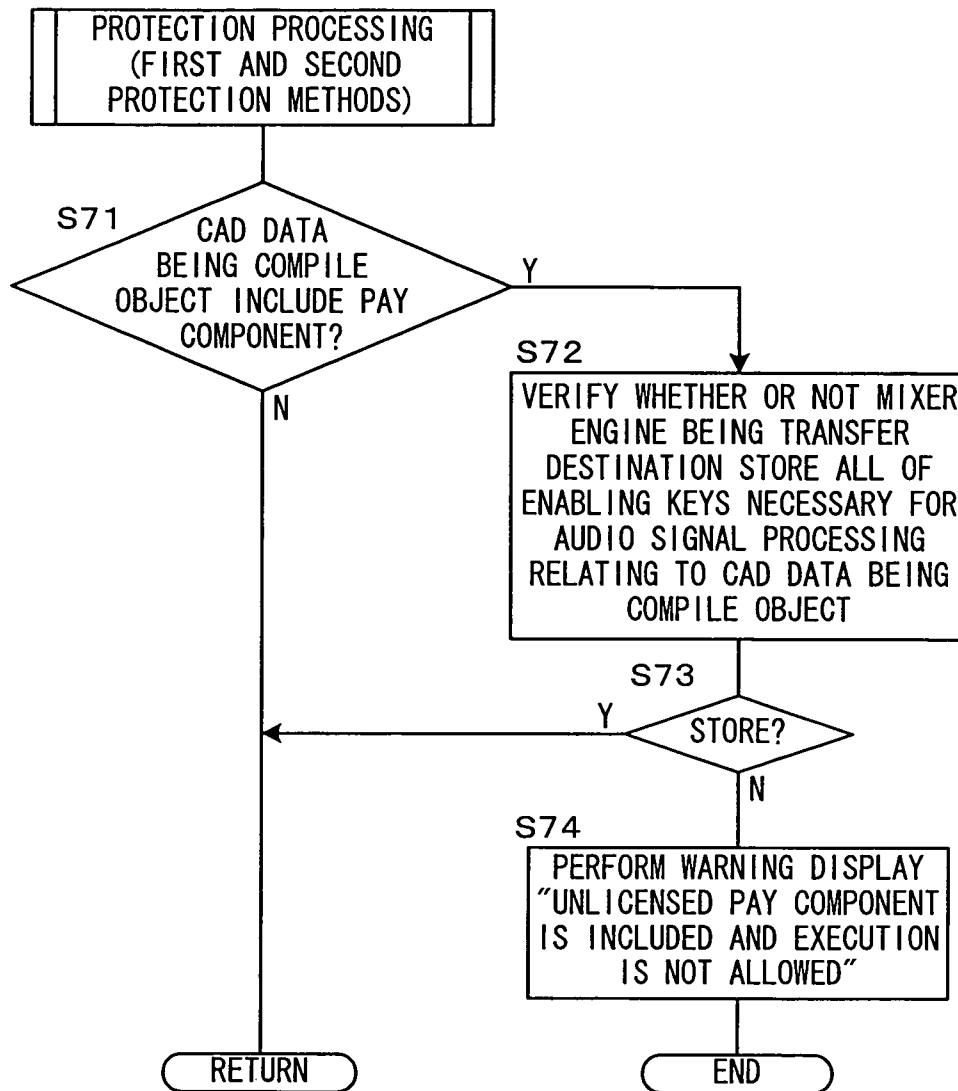 PROTECTION PROCESSING
(FIRST AND SECOND
PROTECTION METHODS)
S71
CAD DATA
BEING COMPILE
OBJECT INCLUDE PAY
COMPONENT?
Y
N
S72
VERIFY WHETHER OR NOT MIXER
ENGINE BEING TRANSFER
DESTINATION STORE ALL OF
ENABLING KEYS NECESSARY FOR
AUDIO SIGNAL PROCESSING
RELATING TO CAD DATA BEING
COMPILE OBJECT
S73
Y
STORE?
N
S74
PERFORM WARNING DISPLAY
"UNLICENSED PAY COMPONENT
IS INCLUDED AND EXECUTION
IS NOT ALLOWED"
RETURN
END